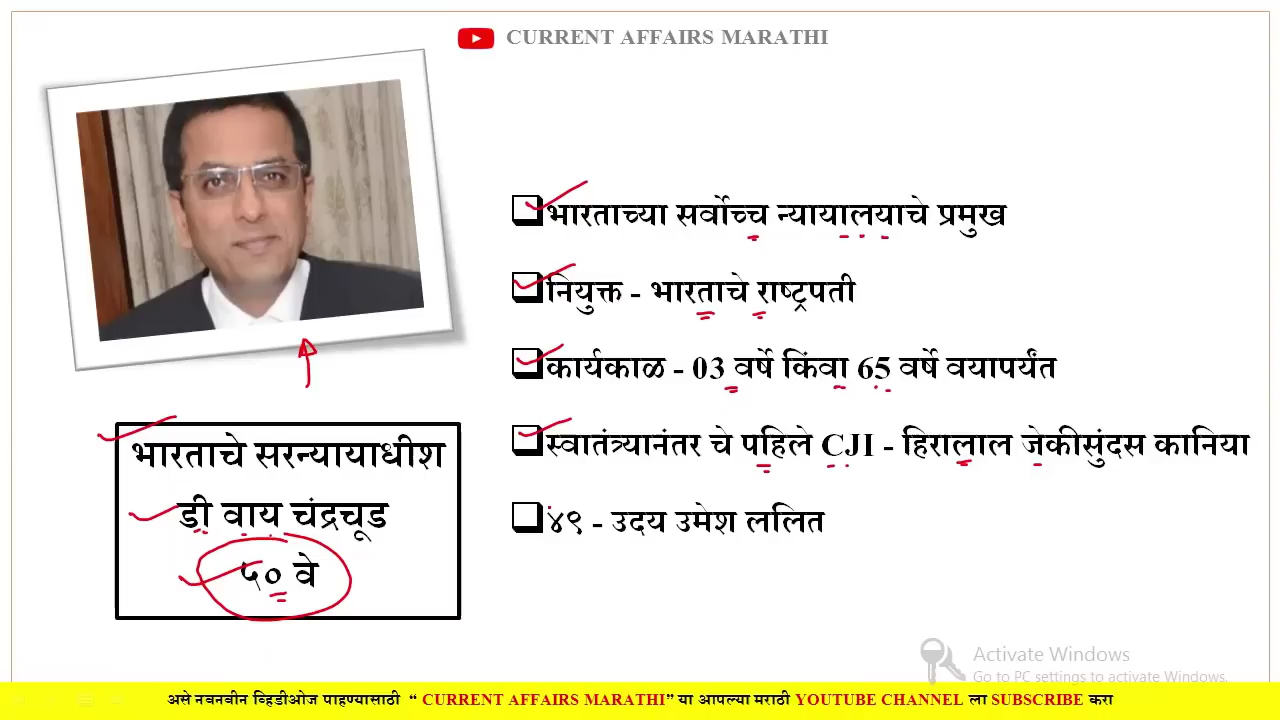 CURRENT AFFAIRS MARATHI
भारताच्या सर्वोच्च न्यायालयाचे प्रमुख
नियुक्त - भारताचे राष्ट्रपती
कार्यकाळ - 03 वर्षे किंवा 65 वर्षे वयापर्यंत
स्वातंत्र्यानंतर चे पहिले CJI - हिरालाल जेकीसुंदस कानिया
४९ - उदय उमेश ललित
भारताचे सरन्यायाधीश
डी वाय चंद्रचूड
५० वे
Activate Windows
Go to PC settings to activate Windows.
असे नवनवीन व्हिडीओज पाहण्यासाठी “ CURRENT AFFAIRS MARATHI” या आपल्या मराठी YOUTUBE CHANNEL ला SUBSCRIBE करा